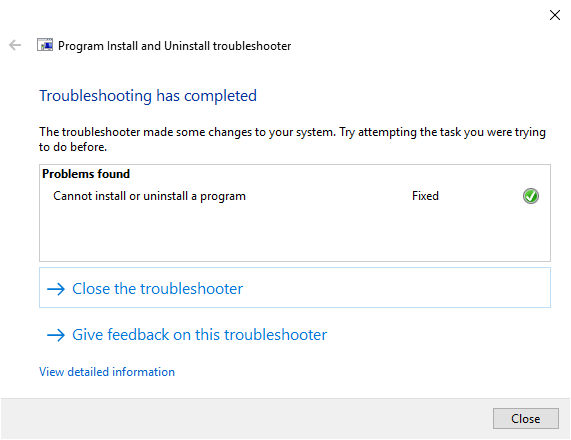 Program Install and Uninstall troubleshooter
Troubleshooting has completed
The troubleshooter made some changes to your system. Try attempting the task you were trying
to do before.
Problems found
Cannot install or uninstall a program Fixed
Close the troubleshooter
Give feedback on this troubleshooter
View detailed information
Close